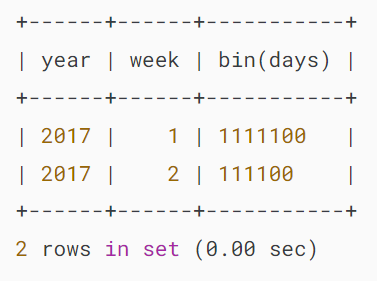 +------+------+-----------+
| year | week | bin(days) |
+------+------+-----------+
| 2017 |    1 | 1111100   |
| 2017 |    2 | 111100    |
+------+------+-----------+
2 rows in set (0.00 sec)